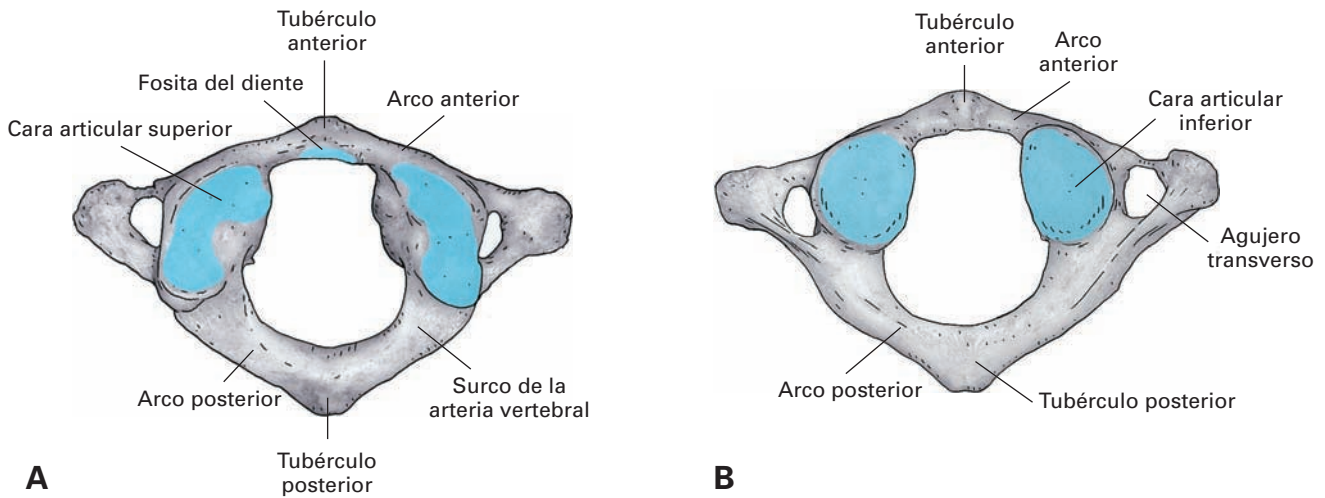 Tubérculo
anterior
Fosita del diente
Arco anterior
Cara articular superior
Arco posterior
Surco de la
arteria vertebral
Tubérculo
posterior
A
Tubérculo
anterior
Arco
anterior
Cara articular
inferior
Agujero
transverso
Arco posterior
Tubérculo posterior
B